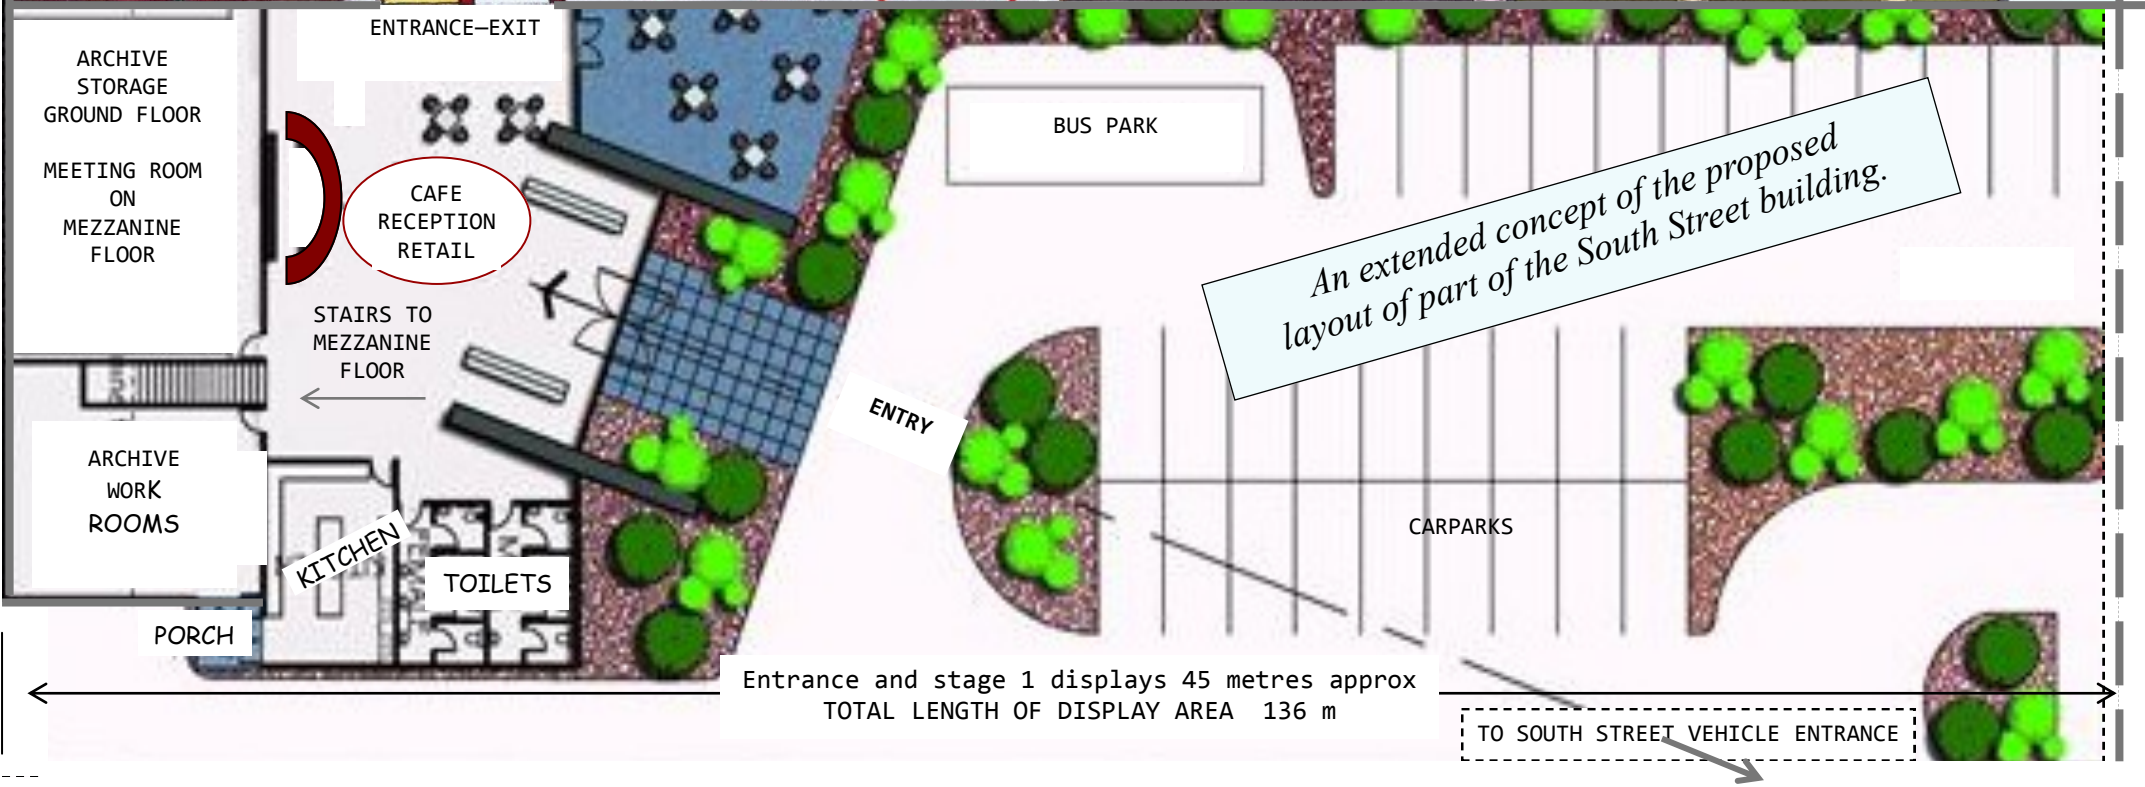 ENTRANCE–EXIT
ARCHIVE
STORAGE
GROUND FLOOR
MEETING ROOM
ON
MEZZANINE
FLOOR
CAFE
RECEPTION
RETAIL
BUS PARK
An extended concept of the proposed
layout of part of the South Street building.
STAIRS TO
MEZZANINE
FLOOR
ENTRY
ARCHIVE
WORK
ROOMS
KITCHEN
TOILETS
CARPARKS
PORCH
Entrance and stage 1 displays 45 metres approx
TOTAL LENGTH OF DISPLAY AREA 136 m
TO SOUTH STREET VEHICLE ENTRANCE